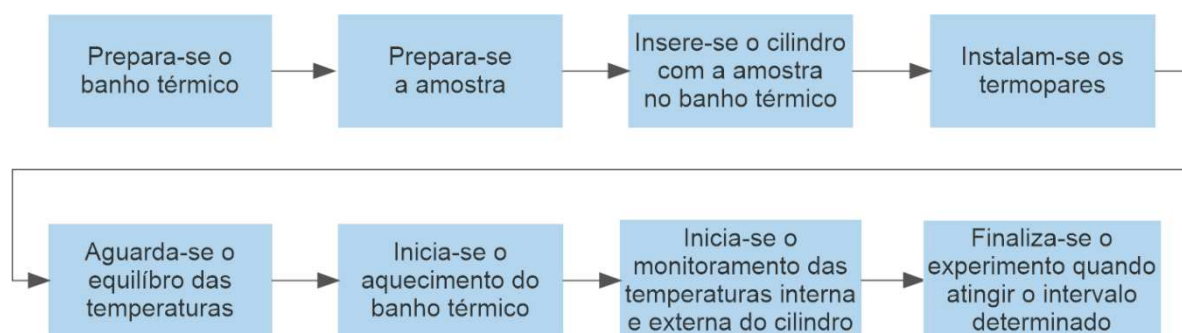 Prepara-se o
banho térmico
Prepara-se
a amostra
Insere-se o cilindro
com a amostra
no banho térmico
Instalam-se os
termopares
Aguarda-se o
equilíbro das
temperaturas
Inicia-se o
aquecimento do
banho térmico
Inicia-se o
monitoramento das
temperaturas interna
e externa do cilindro
Finaliza-se o
experimento quando
atingir o intervalo
determinado